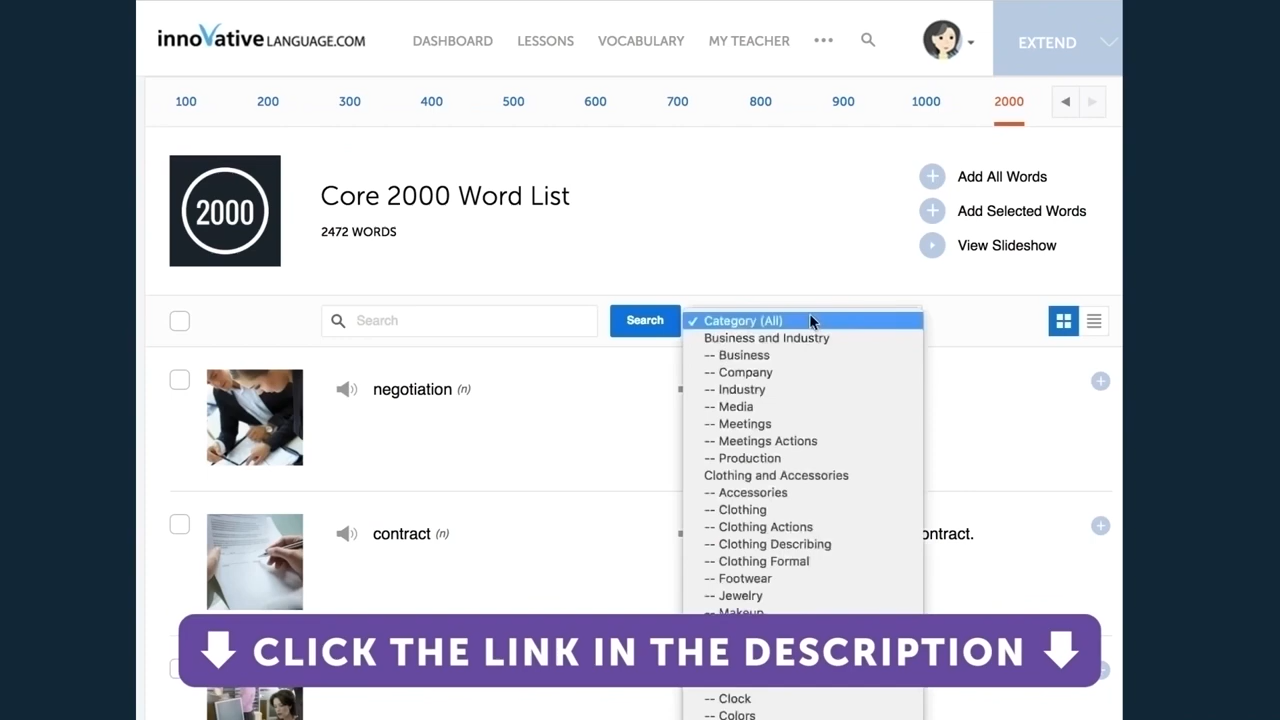 innoVative LANGUAGE.COM
DASHBOARD LESSONS VOCABULARY MY TEACHER ••• EXTEND
100 200 300 400 500 600 700 800 900 1000 2000
2000
Core 2000 Word List
2472 WORDS
Add All Words
Add Selected Words
View Slideshow
Search
Search
✓ Category (All)
Business and Industry
-- Business
-- Company
-- Industry
-- Media
-- Meetings
-- Meetings Actions
-- Production
Clothing and Accessories
-- Accessories
-- Clothing
-- Clothing Actions
-- Clothing Describing
-- Clothing Formal
-- Footwear
-- Jewelry
-- Makeup
-- Clock
-- Colors
negotiation (n)
contract (n)
ontract.
CLICK THE LINK IN THE DESCRIPTION